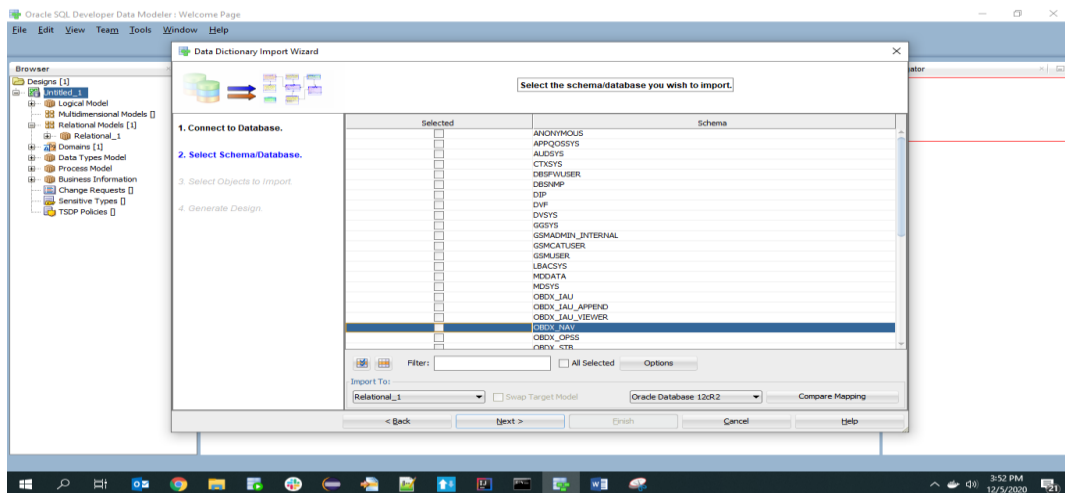 Oracle SQL Developer Data Modeler : Welcome Page
File Edit View Team Tools Window Help
Data Dictionary Import Wizard
Browser
Designs [1]
Untitled_1
Logical Model
Multidimensional Models []
Relational Models [1]
Relational_1
Domains [1]
Data Types Model
Process Model
Business Information
Change Requests []
Sensitive Types []
TSDP Policies []
Select the schema/database you wish to import.
1. Connect to Database.
2. Select Schema/Database.
3. Select Objects to Import.
4. Generate Design.
Selected Schema
ANONYMOUS
APPQOSSYS
AUDSYS
CTXSYS
DBSFWUSER
DBSNMP
DIP
DVF
DVSYS
GGSYS
GSMADMIN_INTERNAL
GSMCATUSER
GSMUSER
LBACSYS
MDDATA
MDSYS
OBDX_IAU
OBDX_IAU_APPEND
OBDX_IAU_VIEWER
OBDX_NAV
OBDX_OPSS
OBDX_STB
Filter: All Selected Options
Import To:
Relational_1 Swap Target Model Oracle Database 12cR2 Compare Mapping
< Back Next > Finish Cancel Help
3:52 PM
12/5/2020